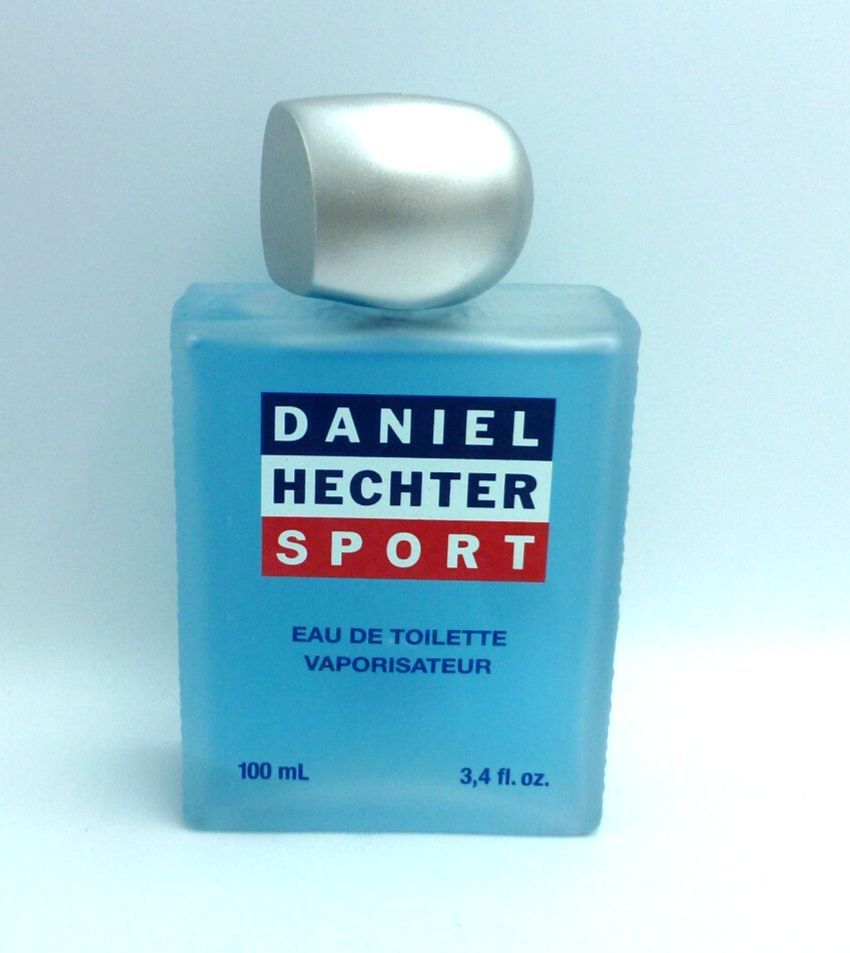 DANIEL
HECHTER
SPORT
EAU DE TOILETTE
VAPORISATEUR
100 mL 3,4 fl. oz.